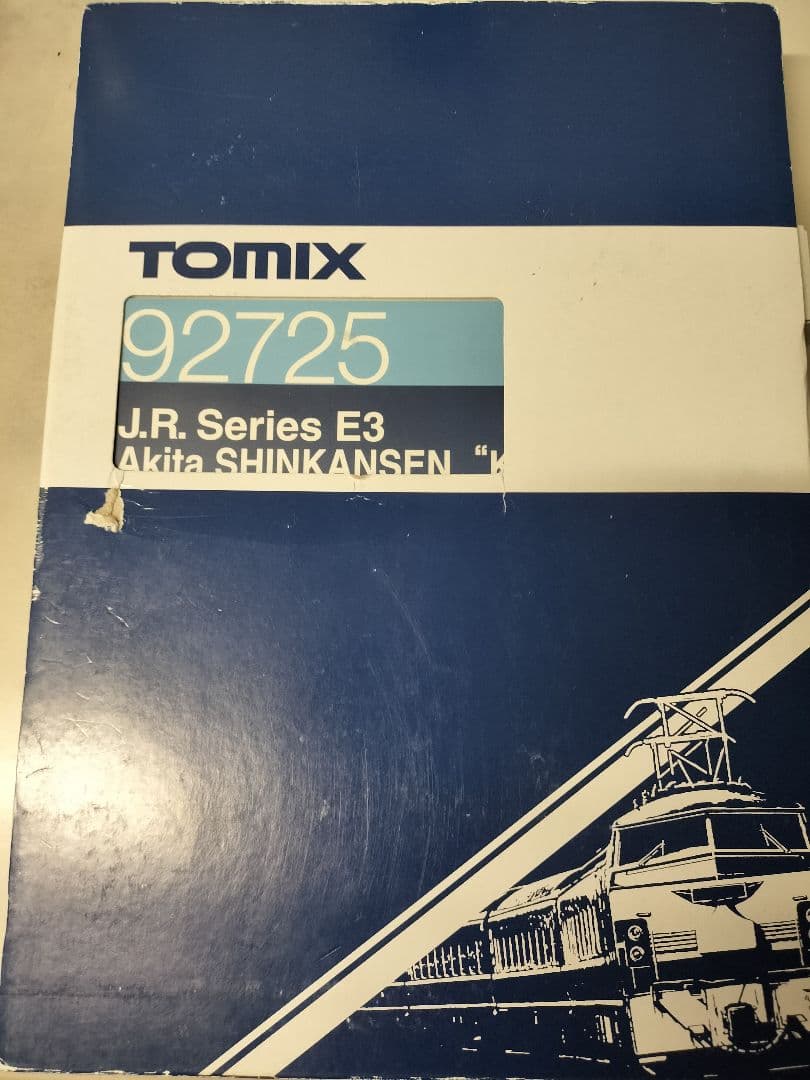 TOMIX
92725
J.R. Series E3
Akita SHINKANSEN "K